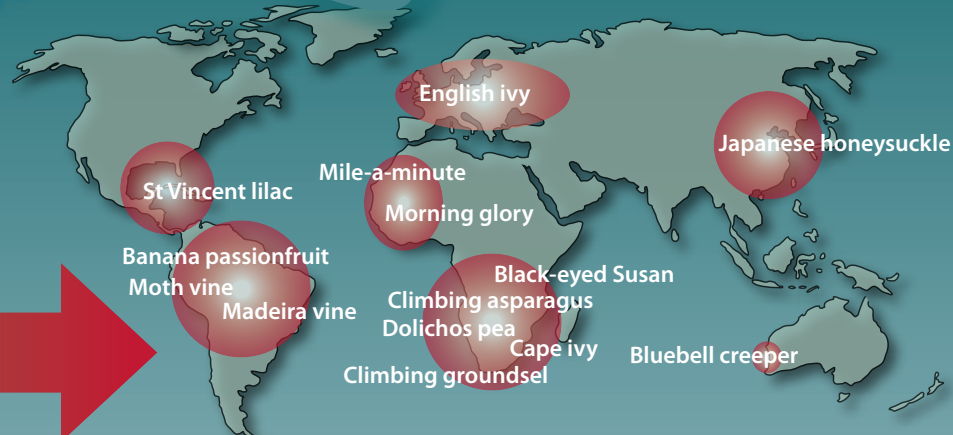 English ivy
Japanese honeysuckle
Mile-a-minute
St Vincent lilac
Morning glory
Banana passionfruit
Black-eyed Susan
Moth vine
Climbing asparagus
Madeira vine
Dolichos pea
Cape ivy
Bluebell creeper
Climbing groundsel